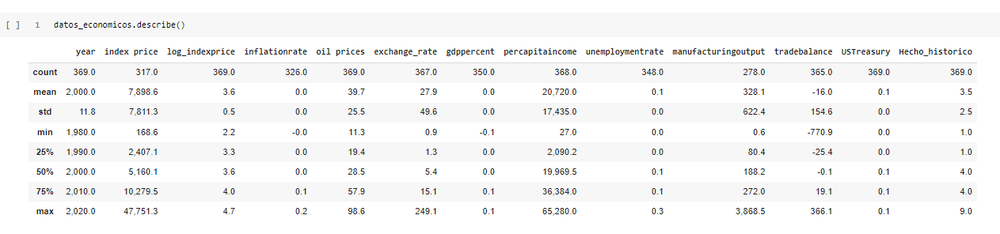 [ ] 1 datos_economicos.describe()
year index price log_indexprice inflationrate oil prices exchange_rate gdppercent percapitaincome unemploymentrate manufacturingoutput tradebalance USTreasury Hecho_historico
count 369.0 317.0 369.0 326.0 369.0 367.0 350.0 368.0 348.0 278.0 365.0 369.0 369.0
mean 2,000.0 7,898.6 3.6 0.0 39.7 27.9 0.0 20,720.0 0.1 328.1 -16.0 0.1 3.5
std 11.8 7,811.3 0.5 0.0 25.5 49.6 0.0 17,435.0 0.0 622.4 154.6 0.0 2.5
min 1,980.0 168.6 2.2 -0.0 11.3 0.9 -0.1 27.0 0.0 0.6 -770.9 0.0 1.0
25% 1,990.0 2,407.1 3.3 0.0 19.4 1.3 0.0 2,090.2 0.0 80.4 -25.4 0.0 1.0
50% 2,000.0 5,160.1 3.6 0.0 28.5 5.4 0.0 19,969.5 0.1 188.2 -0.1 0.1 4.0
75% 2,010.0 10,279.5 4.0 0.1 57.9 15.1 0.1 36,384.0 0.1 272.0 19.1 0.1 4.0
max 2,020.0 47,751.3 4.7 0.2 98.6 249.1 0.1 65,280.0 0.3 3,868.5 366.1 0.1 9.0